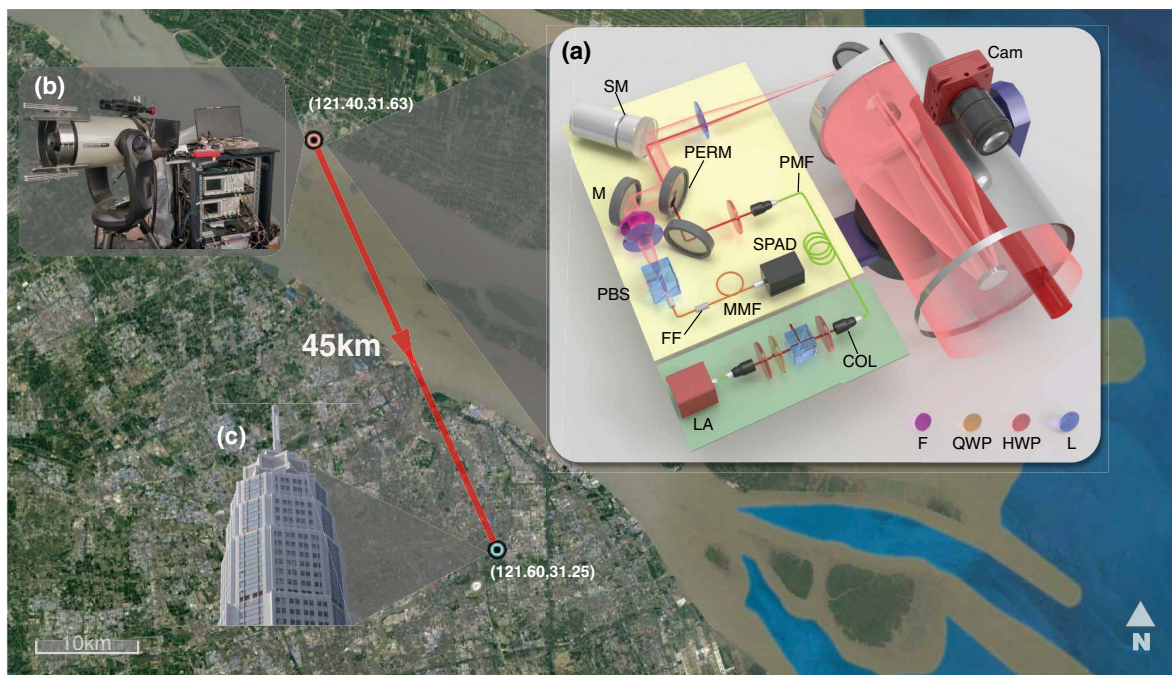 (a)
Cam
SM
(b)
(121.40,31.63)
PERM
PMF
M
SPAD
PBS
MMF
FF
COL
45km
LA
(c)
F QWP HWP L
(121.60,31.25)
10km
N